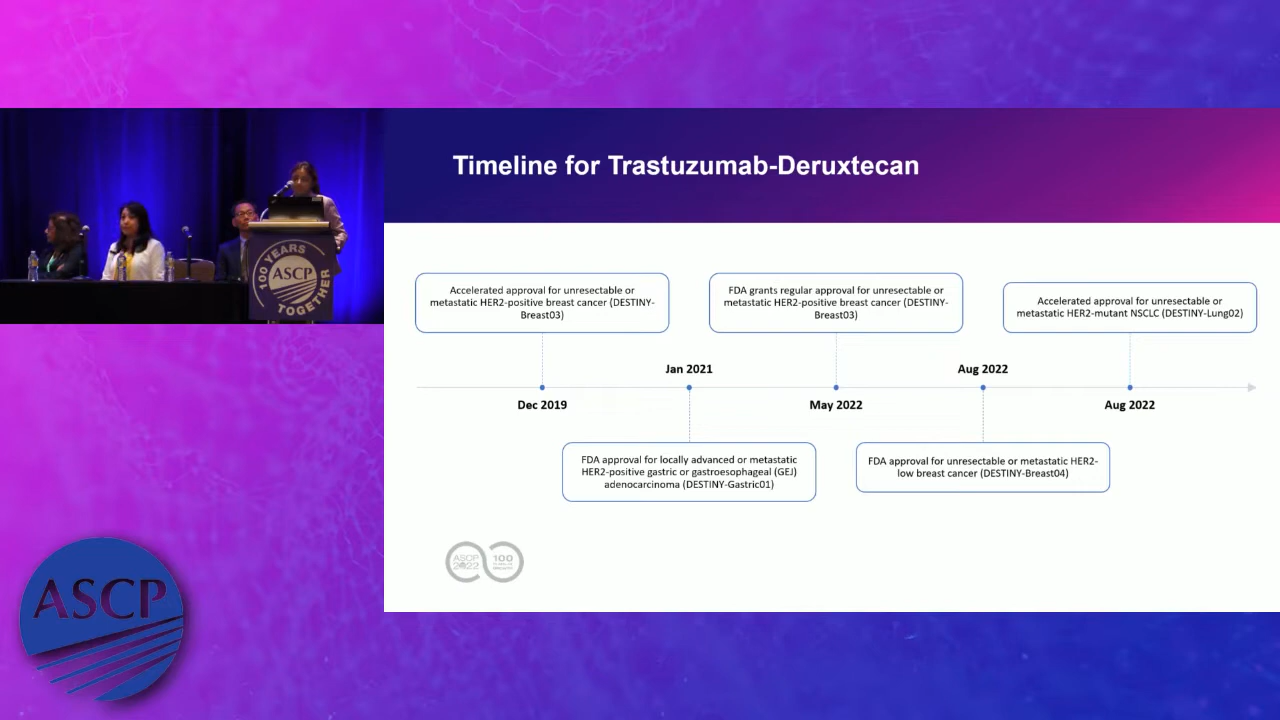 Timeline for Trastuzumab-Deruxtecan
Accelerated approval for unresectable or
metastatic HER2-positive breast cancer (DESTINY-
Breast03)
FDA grants regular approval for unresectable or
metastatic HER2-positive breast cancer (DESTINY-
Breast03)
Accelerated approval for unresectable or
metastatic HER2-mutant NSCLC (DESTINY-Lung02)
Jan 2021
Aug 2022
Dec 2019
May 2022
Aug 2022
FDA approval for locally advanced or metastatic
HER2-positive gastric or gastroesophageal (GEJ)
adenocarcinoma (DESTINY-Gastric01)
FDA approval for unresectable or metastatic HER2-
low breast cancer (DESTINY-Breast04)
100 YEARS
ASCP
TOGETHER
ASCP
2022
100
ASCP